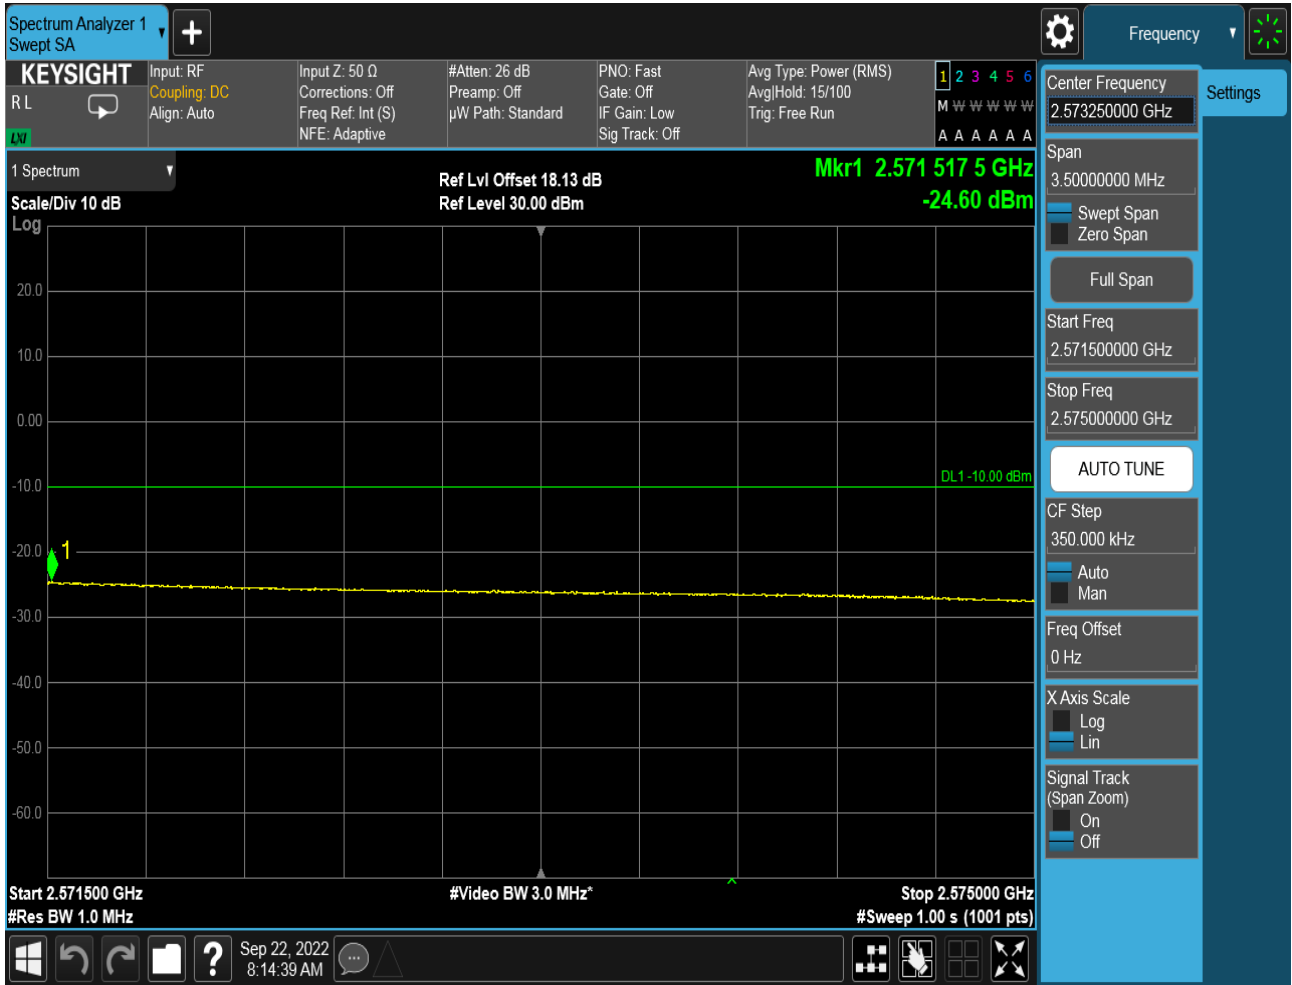 Spectrum Analyzer 1
Swept SA
Frequency
KEYSIGHT
R L
LXI
Input: RF
Coupling: DC
Align: Auto
Input Z: 50 Ω
Corrections: Off
Freq Ref: Int (S)
NFE: Adaptive
#Atten: 26 dB
Preamp: Off
µW Path: Standard
PNO: Fast
Gate: Off
IF Gain: Low
Sig Track: Off
Avg Type: Power (RMS)
Avg|Hold: 15/100
Trig: Free Run
1 2 3 4 5 6
M W W W W W
A A A A A A
1 Spectrum
Scale/Div 10 dB
Log
Ref Lvl Offset 18.13 dB
Ref Level 30.00 dBm
Mkr1 2.571 517 5 GHz
-24.60 dBm
20.0
10.0
0.00
-10.0
-20.0
-30.0
-40.0
-50.0
-60.0
DL1 -10.00 dBm
1
Start 2.571500 GHz
#Res BW 1.0 MHz
#Video BW 3.0 MHz*
Stop 2.575000 GHz
#Sweep 1.00 s (1001 pts)
Sep 22, 2022
8:14:39 AM
?
Center Frequency
2.573250000 GHz
Settings
Span
3.50000000 MHz
Swept Span
Zero Span
Full Span
Start Freq
2.571500000 GHz
Stop Freq
2.575000000 GHz
AUTO TUNE
CF Step
350.000 kHz
Auto
Man
Freq Offset
0 Hz
X Axis Scale
Log
Lin
Signal Track
(Span Zoom)
On
Off